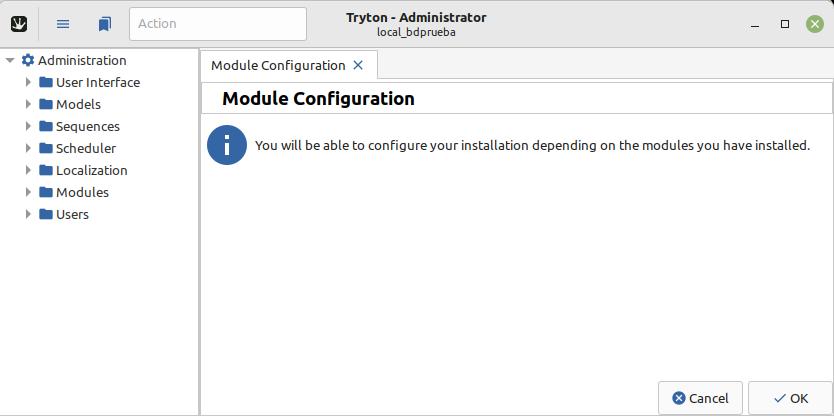 Action
Tryton - Administrator
local_bdprueba
Administration
User Interface
Models
Sequences
Scheduler
Localization
Modules
Users
Module Configuration
Module Configuration
You will be able to configure your installation depending on the modules you have installed.
Cancel
OK